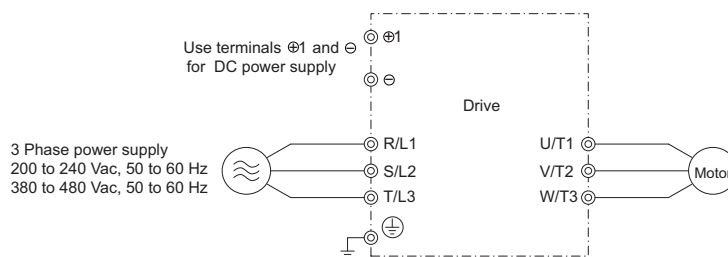 Use terminals ⊕1 and ⊖
for DC power supply
⊕1
⊖
Drive
3 Phase power supply
200 to 240 Vac, 50 to 60 Hz
380 to 480 Vac, 50 to 60 Hz
R/L1
S/L2
T/L3
U/T1
V/T2
W/T3
Motor